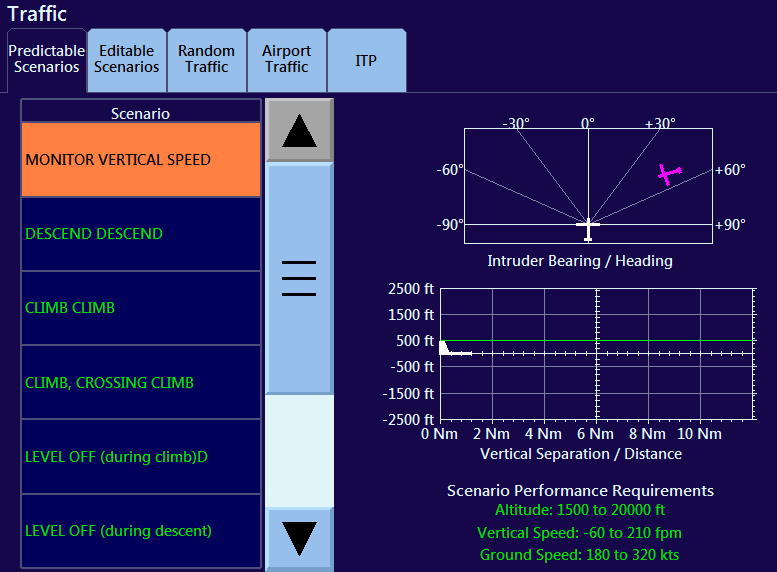 Traffic
Predictable
Scenarios
Editable
Scenarios
Random
Traffic
Airport
Traffic
ITP
Scenario
MONITOR VERTICAL SPEED
DESCEND DESCEND
CLIMB CLIMB
CLIMB, CROSSING CLIMB
LEVEL OFF (during climb)D
LEVEL OFF (during descent)
-30° 0° +30°
-60° +60°
-90° +90°
Intruder Bearing / Heading
2500 ft
1500 ft
500 ft
-500 ft
-1500 ft
-2500 ft
0 Nm 2 Nm 4 Nm 6 Nm 8 Nm 10 Nm
Vertical Separation / Distance
Scenario Performance Requirements
Altitude: 1500 to 20000 ft
Vertical Speed: -60 to 210 fpm
Ground Speed: 180 to 320 kts